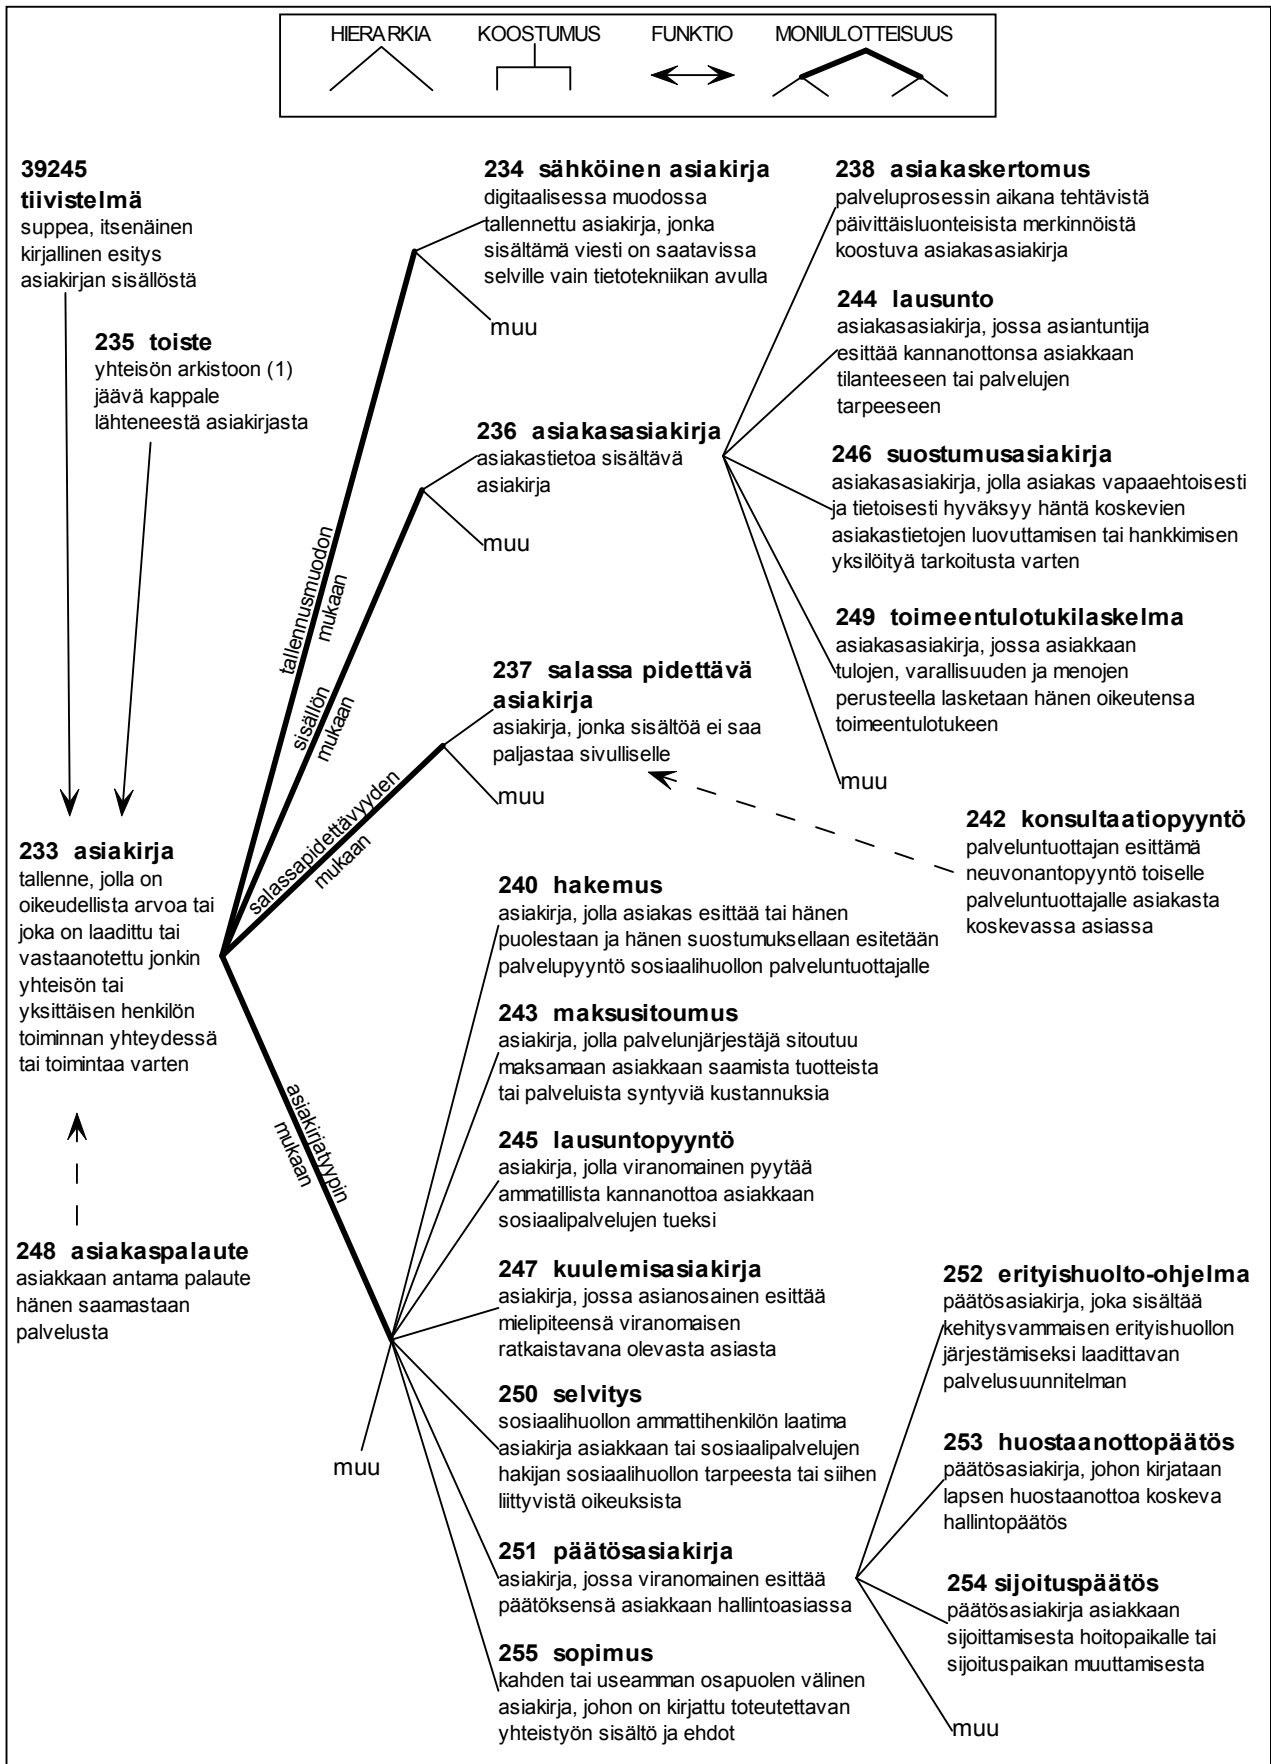 HIERARKIA KOOSTUMUS FUNKTIO MONIULOTTEISUUS
39245
tiivistelmä
suppea, itsenäinen
kirjallinen esitys
asiakirjan sisällöstä
235 toiste
yhteisön arkistoon (1)
jäävä kappale
lähteneestä asiakirjasta
233 asiakirja
tallenne, jolla on
oikeudellista arvoa tai
joka on laadittu tai
vastaanotettu jonkin
yhteisön tai
yksittäisen henkilön
toiminnan yhteydessä
tai toimintaa varten
248 asiakaspalaute
asiakkaan antama palaute
hänen saamastaan
palvelusta
tallennusmuodon
mukaan
sisällön
mukaan
salassapidettävyyden
mukaan
asiakirjatyypin
mukaan
234 sähköinen asiakirja
digitaalisessa muodossa
tallennettu asiakirja, jonka
sisältämä viesti on saatavissa
selville vain tietotekniikan avulla
muu
236 asiakasasiakirja
asiakastietoa sisältävä
asiakirja
muu
237 salassa pidettävä
asiakirja
asiakirja, jonka sisältöä ei saa
paljastaa sivulliselle
muu
240 hakemus
asiakirja, jolla asiakas esittää tai hänen
puolestaan ja hänen suostumuksellaan esitetään
palvelupyyntö sosiaalihuollon palveluntuottajalle
243 maksusitoumus
asiakirja, jolla palvelunjärjestäjä sitoutuu
maksamaan asiakkaan saamista tuotteista
tai palveluista syntyviä kustannuksia
245 lausuntopyyntö
asiakirja, jolla viranomainen pyytää
ammatillista kannanottoa asiakkaan
sosiaalipalvelujen tueksi
247 kuulemisasiakirja
asiakirja, jossa asianosainen esittää
mielipiteensä viranomaisen
ratkaistavana olevasta asiasta
250 selvitys
sosiaalihuollon ammattihenkilön laatima
asiakirja asiakkaan tai sosiaalipalvelujen
hakijan sosiaalihuollon tarpeesta tai siihen
liittyvistä oikeuksista
muu
251 päätösasiakirja
asiakirja, jossa viranomainen esittää
päätöksensä asiakkaan hallintoasiassa
255 sopimus
kahden tai useamman osapuolen välinen
asiakirja, johon on kirjattu toteutettavan
yhteistyön sisältö ja ehdot
238 asiakaskertomus
palveluprosessin aikana tehtävistä
päivittäisluonteisista merkinnöistä
koostuva asiakasasiakirja
244 lausunto
asiakasasiakirja, jossa asiantuntija
esittää kannanottonsa asiakkaan
tilanteeseen tai palvelujen
tarpeeseen
246 suostumusasiakirja
asiakasasiakirja, jolla asiakas vapaaehtoisesti
ja tietoisesti hyväksyy häntä koskevien
asiakastietojen luovuttamisen tai hankkimisen
yksilöityä tarkoitusta varten
249 toimeentulotukilaskelma
asiakasasiakirja, jossa asiakkaan
tulojen, varallisuuden ja menojen
perusteella lasketaan hänen oikeutensa
toimeentulotukeen
muu
242 konsultaatiopyyntö
palveluntuottajan esittämä
neuvonantopyyntö toiselle
palveluntuottajalle asiakasta
koskevassa asiassa
252 erityishuolto-ohjelma
päätösasiakirja, joka sisältää
kehitysvammaisen erityishuollon
järjestämiseksi laadittavan
palvelusuunnitelman
253 huostaanottopäätös
päätösasiakirja, johon kirjataan
lapsen huostaanottoa koskeva
hallintopäätös
254 sijoituspäätös
päätösasiakirja asiakkaan
sijoittamisesta hoitopaikalle tai
sijoituspaikan muuttamisesta
muu